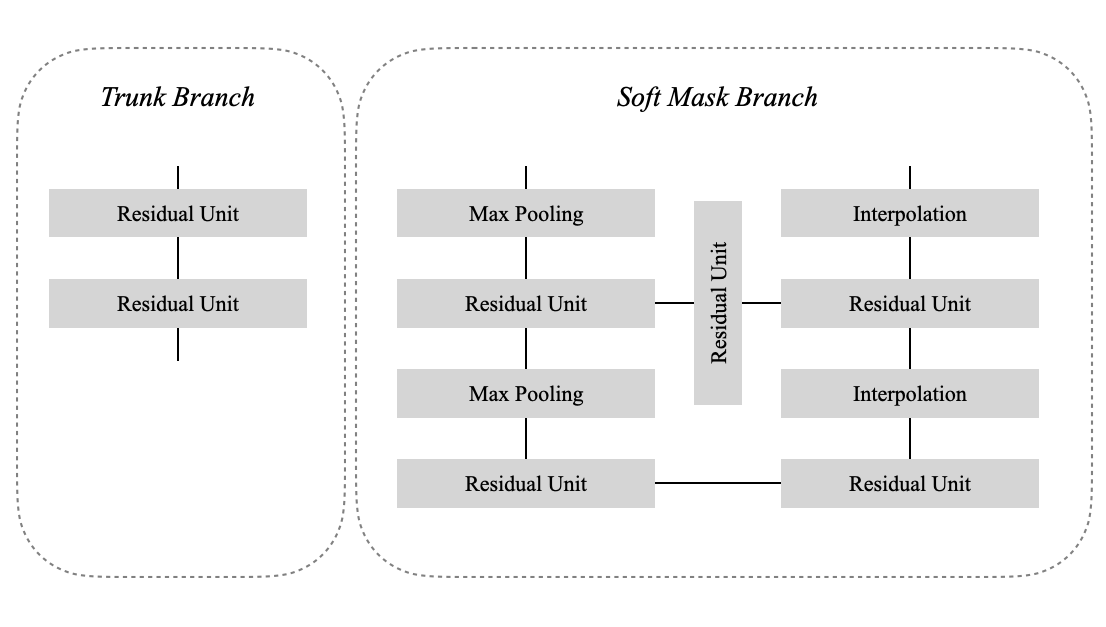 Trunk Branch
Residual Unit
Residual Unit
Soft Mask Branch
Max Pooling
Residual Unit
Max Pooling
Residual Unit
Residual Unit
Interpolation
Residual Unit
Interpolation
Residual Unit